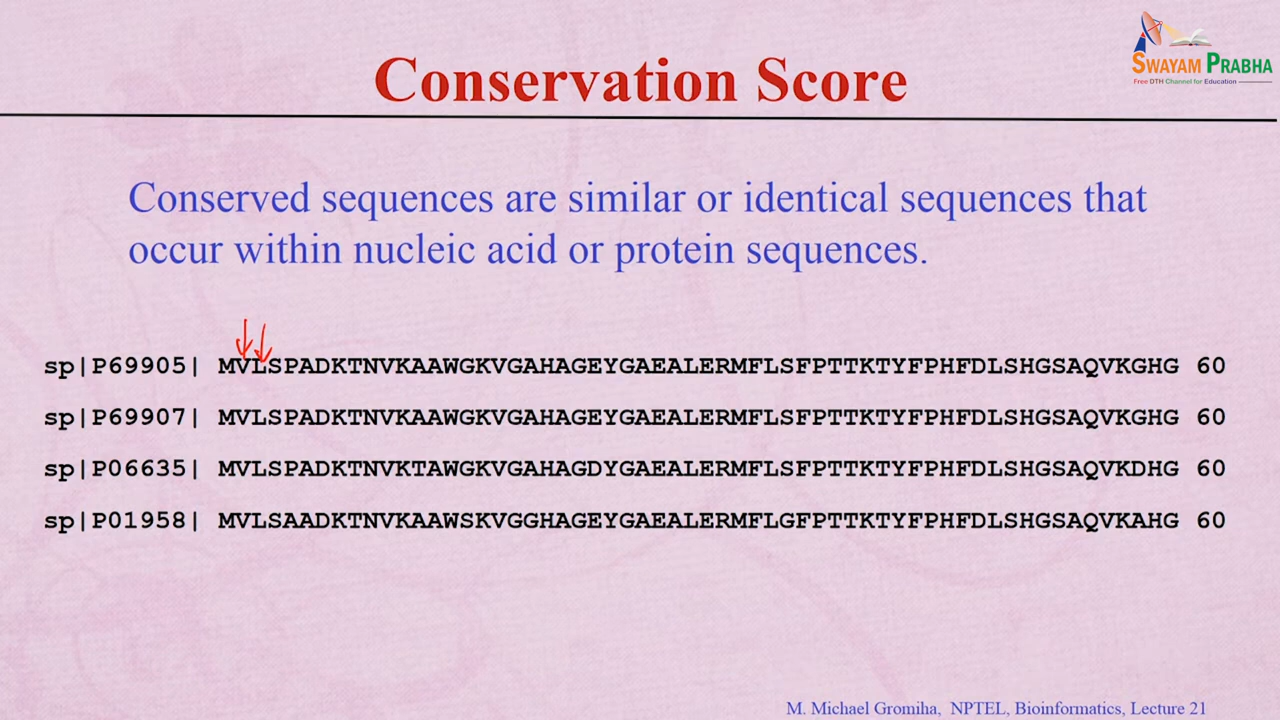 SWAYAM PRABHA
Free DTH Channel for Education
Conservation Score
Conserved sequences are similar or identical sequences that
occur within nucleic acid or protein sequences.
sp|P69905| MVLSPADKTNVKAAWGKVGAHAGEYGAEALERMFLSFPTTKTYFPHFDLSHGSAQVKGHG 60
sp|P69907| MVLSPADKTNVKAAWGKVGAHAGEYGAEALERMFLSFPTTKTYFPHFDLSHGSAQVKGHG 60
sp|P06635| MVLSPADKTNVKTAWGKVGAHAGDYGAEALERMFLSFPTTKTYFPHFDLSHGSAQVKDHG 60
sp|P01958| MVLSAADKTNVKAAWSKVGGHAGEYGAEALERMFLGFPTTKTYFPHFDLSHGSAQVKAHG 60
M. Michael Gromiha, NPTEL, Bioinformatics, Lecture 21